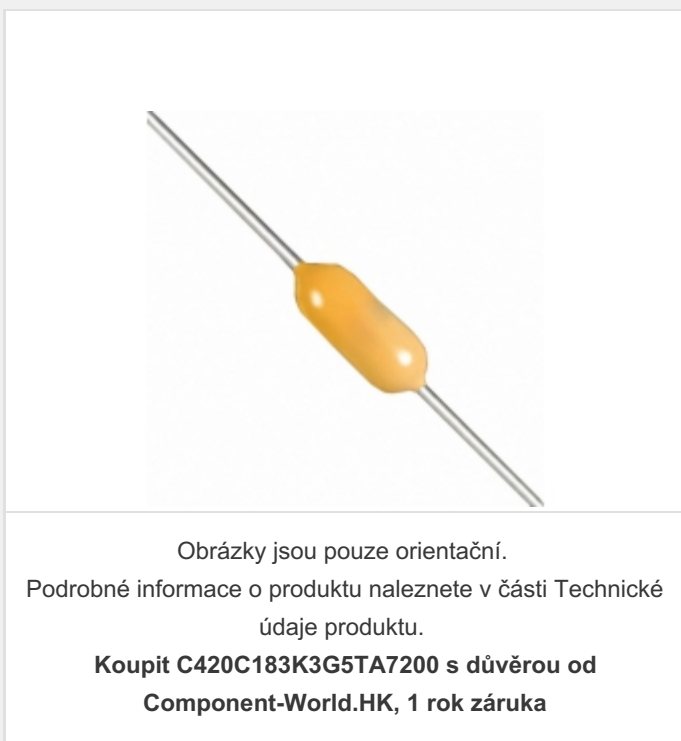 Obrázky jsou pouze orientační.
Podrobné informace o produktu naleznete v části Technické
údaje produktu.
Koupit C420C183K3G5TA7200 s důvěrou od
Component-World.HK, 1 rok záruka